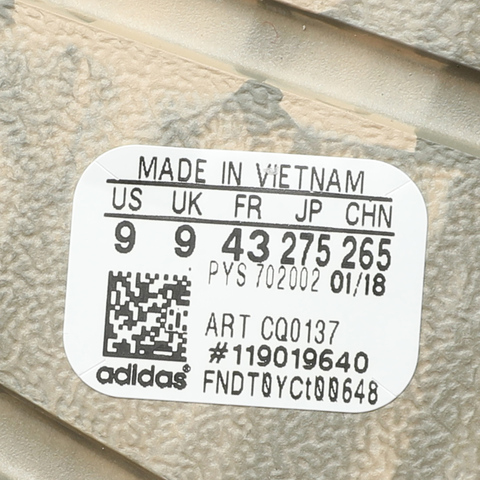 MADE IN VIETNAM
US UK FR JP CHN
9 9 43 275 265
PYS 702002 01/18
ART CQ0137
#119019640
adidas® FNDT0YCt00648